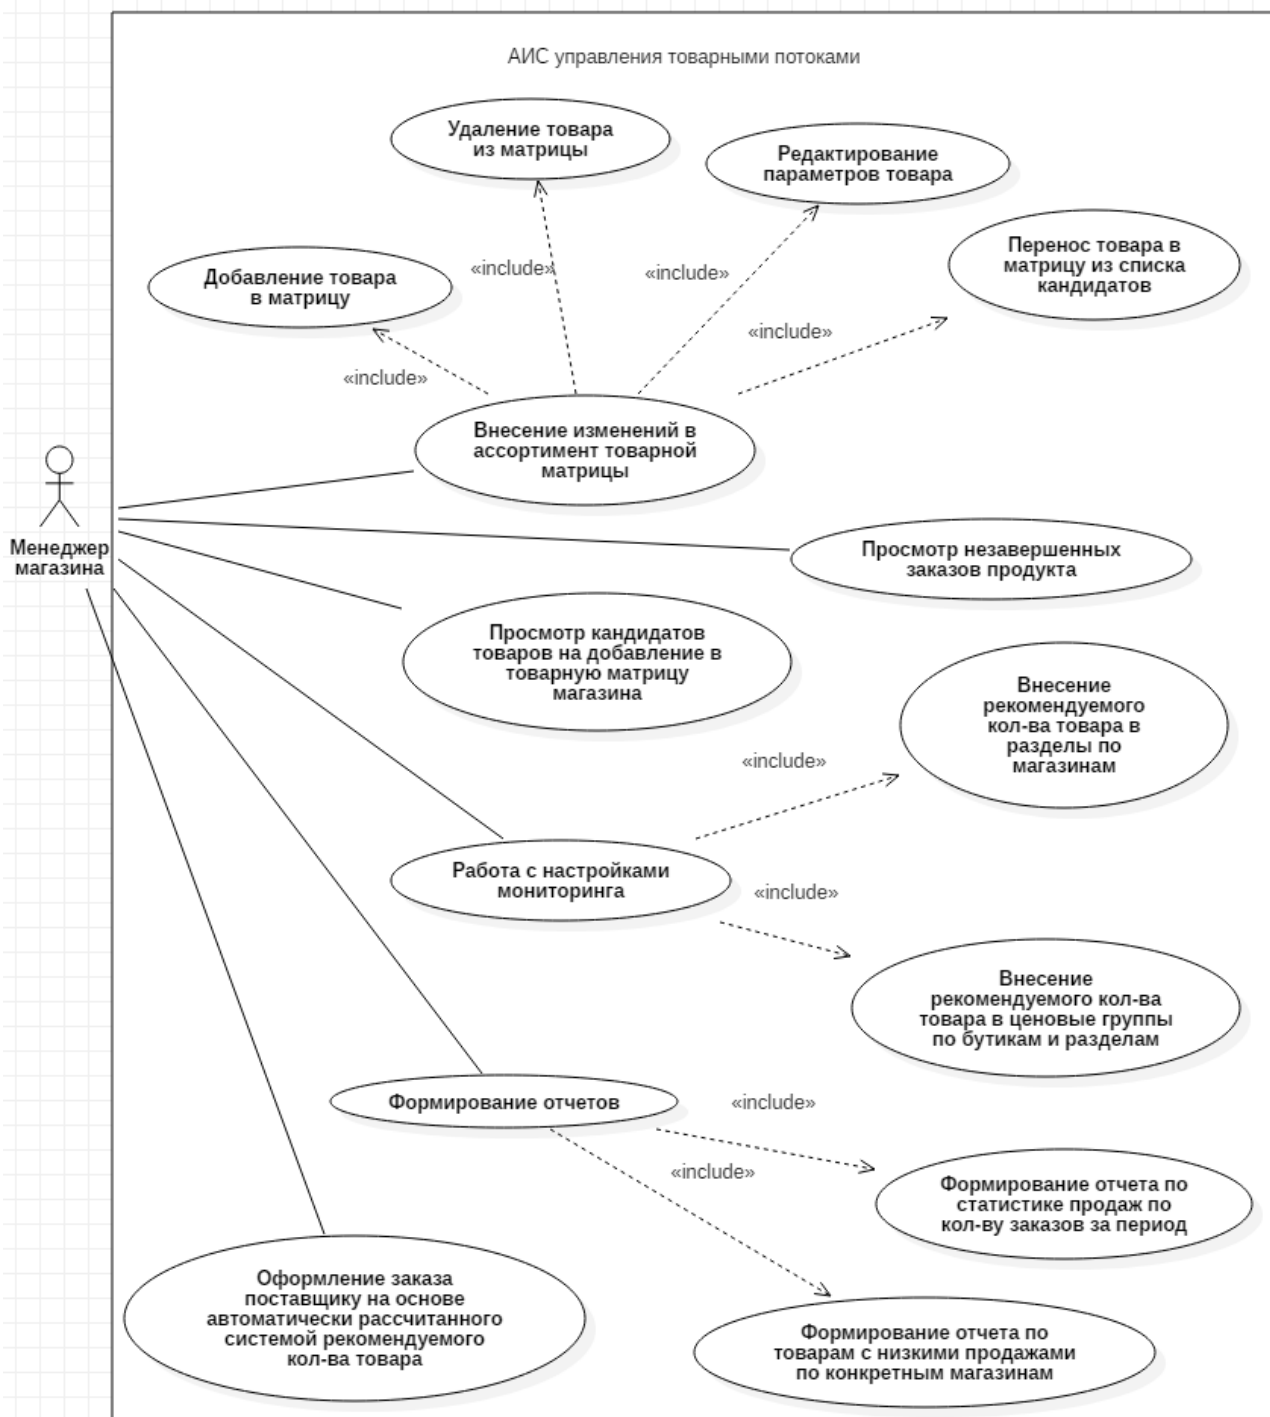 АИС управления товарными потоками
Удаление товара
из матрицы
Редактирование
параметров товара
Перенос товара в
матрицу из списка
кандидатов
Добавление товара
в матрицу
«include»
«include»
«include»
«include»
Внесение изменений в
ассортимент товарной
матрицы
Менеджер
магазина
Просмотр незавершенных
заказов продукта
Просмотр кандидатов
товаров на добавление в
товарную матрицу
магазина
Внесение
рекомендуемого
кол-ва товара в
разделы по
магазинам
«include»
Работа с настройками
мониторинга
«include»
Внесение
рекомендуемого кол-ва
товара в ценовые группы
по бутикам и разделам
Формирование отчетов
«include»
«include»
Формирование отчета по
статистике продаж по
кол-ву заказов за период
Оформление заказа
поставщику на основе
автоматически рассчитанного
системой рекомендуемого
кол-ва товара
Формирование отчета по
товарам с низкими продажами
по конкретным магазинам